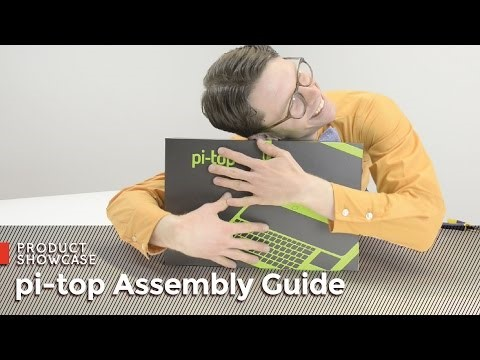 pi-top
PRODUCT
SHOWCASE
pi-top Assembly Guide